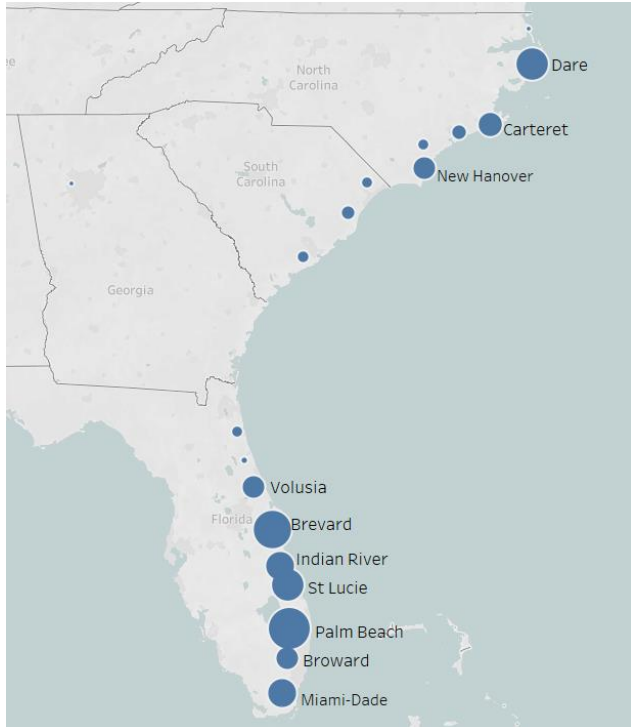 ee
Dare
North
Carolina
Carteret
New Hanover
South
Carolina
Georgia
Volusia
Florida
Brevard
Indian River
St Lucie
Palm Beach
Broward
Miami-Dade